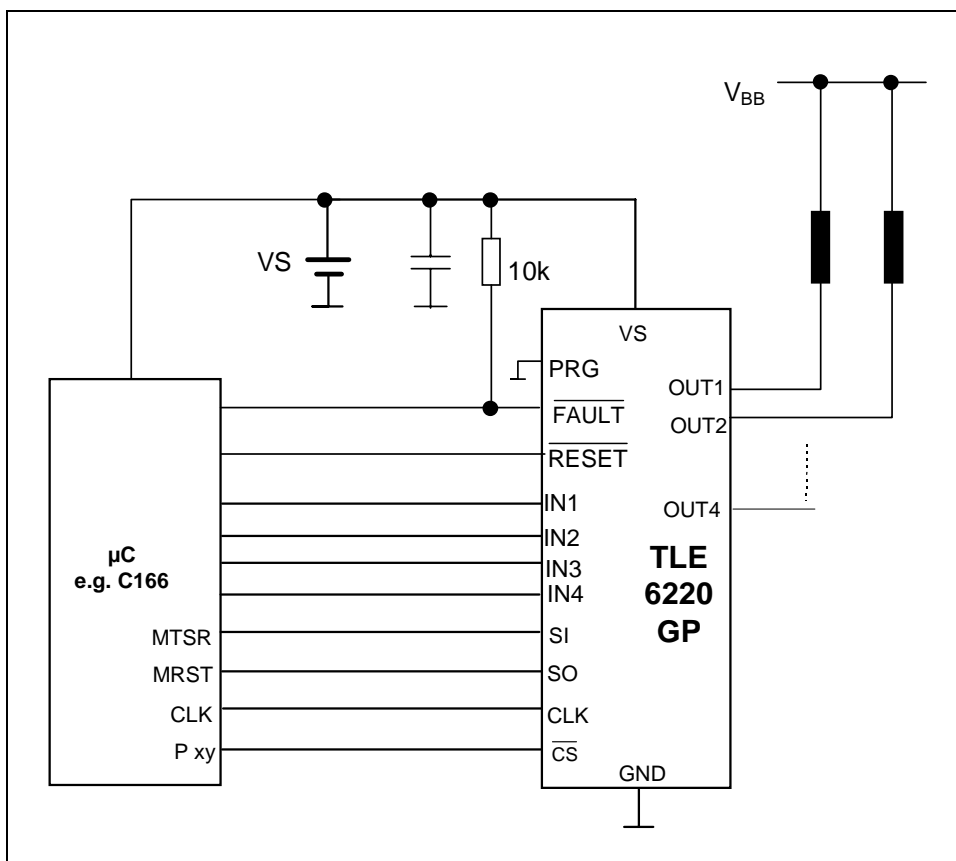 V_BB
VS
10k
VS
PRG
FAULT
RESET
IN1
IN2
IN3
IN4
SI
SO
CLK
CS
GND
OUT1
OUT2
OUT4
TLE
6220
GP
µC
e.g. C166
MTSR
MRST
CLK
P xy